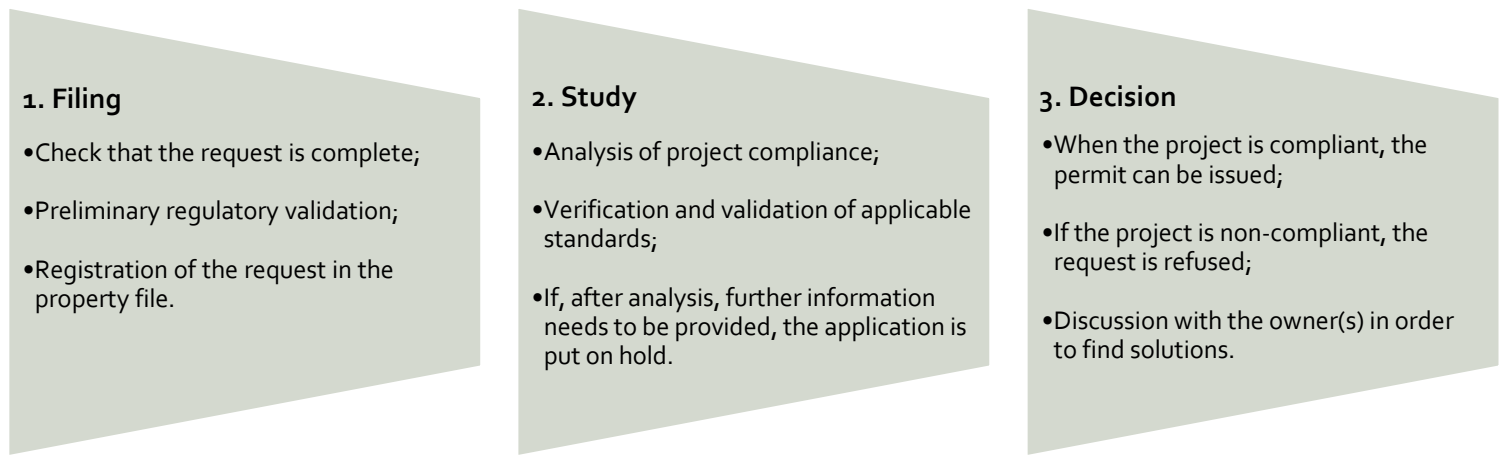 1. Filing
•Check that the request is complete;
•Preliminary regulatory validation;
•Registration of the request in the
property file.
2. Study
•Analysis of project compliance;
•Verification and validation of applicable
standards;
•If, after analysis, further information
needs to be provided, the application is
put on hold.
3. Decision
•When the project is compliant, the
permit can be issued;
•If the project is non-compliant, the
request is refused;
•Discussion with the owner(s) in order
to find solutions.